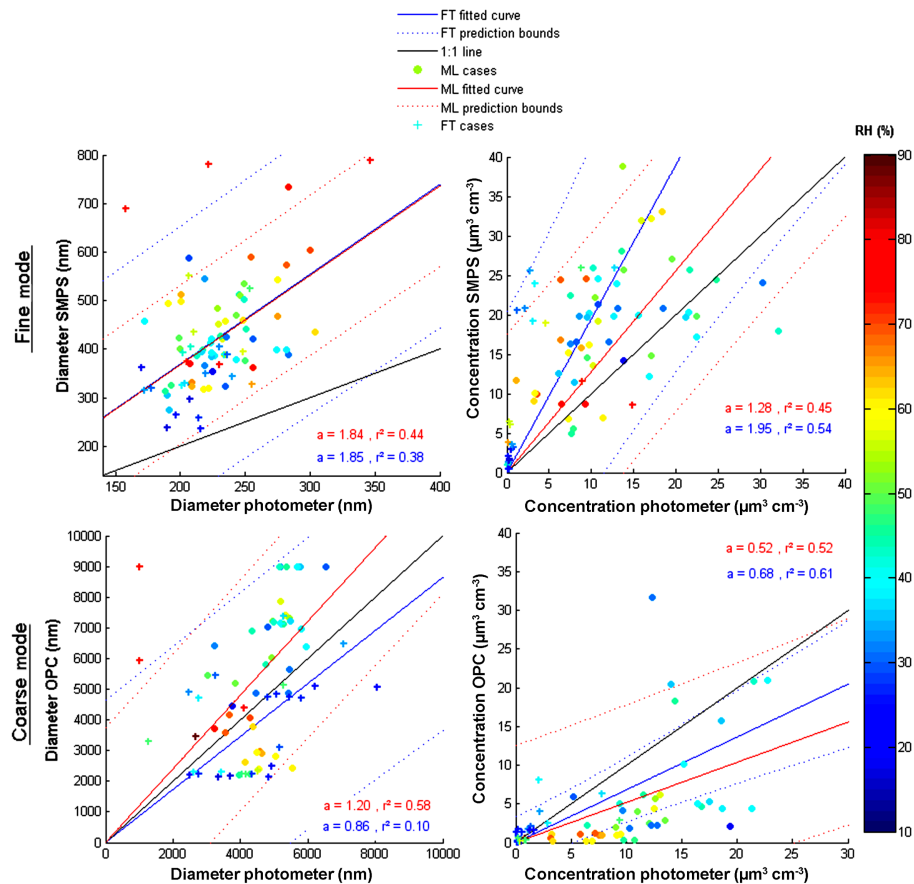 FT fitted curve
FT prediction bounds
1:1 line
ML cases
ML fitted curve
ML prediction bounds
FT cases
RH (%)
Fine mode
Diameter SMPS (nm)
800
700
600
500
400
300
200
150
200
250
300
350
400
Diameter photometer (nm)
a = 1.84 , r² = 0.44
a = 1.85 , r² = 0.38
Concentration SMPS (µm³ cm-³)
40
35
30
25
20
15
10
5
0
0
5
10
15
20
25
30
35
40
Concentration photometer (µm³ cm-³)
a = 1.28 , r² = 0.45
a = 1.95 , r² = 0.54
Coarse mode
Diameter OPC (nm)
10000
9000
8000
7000
6000
5000
4000
3000
2000
1000
0
0
2000
4000
6000
8000
10000
Diameter photometer (nm)
a = 1.20 , r² = 0.58
a = 0.86 , r² = 0.10
Concentration OPC (µm³ cm-³)
40
35
30
25
20
15
10
5
0
0
5
10
15
20
25
30
Concentration photometer (µm³ cm-³)
a = 0.52 , r² = 0.52
a = 0.68 , r² = 0.61
90
80
70
60
50
40
30
20
10